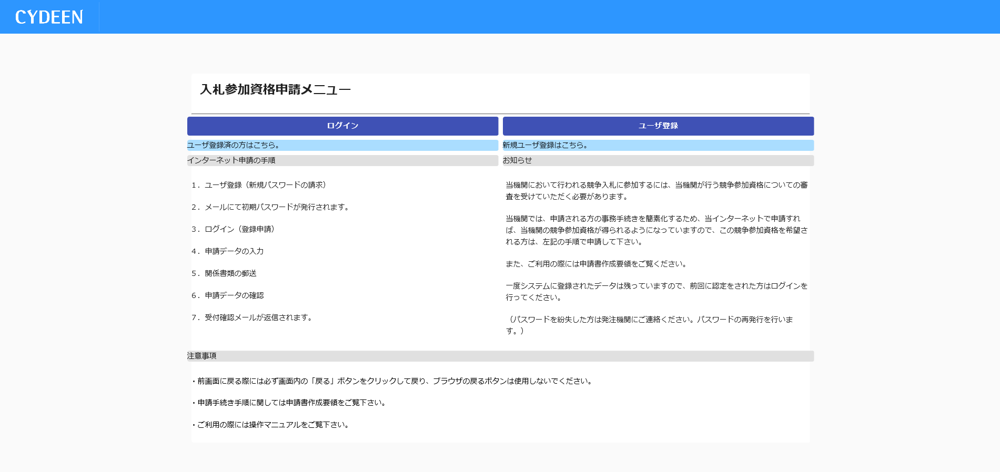 CYDEEN
入札参加資格申請メニュー
ログイン
ユーザ登録
ユーザ登録済の方はこちら。
新規ユーザ登録はこちら。
インターネット申請の手順
お知らせ
1．ユーザ登録（新規パスワードの請求）
2．メールにて初期パスワードが発行されます。
3．ログイン（登録申請）
4．申請データの入力
5．関係書類の郵送
6．申請データの確認
7．受付確認メールが返信されます。
当機関において行われる競争入札に参加するには、当機関が行う競争参加資格についての審
査を受けていただく必要があります。
当機関では、申請される方の事務手続きを簡素化するため、当インターネットで申請すれ
ば、当機関の競争参加資格が得られるようになっていますので、この競争参加資格を希望さ
れる方は、左記の手順で申請して下さい。
また、ご利用の際には申請書作成要領をご覧ください。
一度システムに登録されたデータは残っていますので、前回に認定をされた方はログインを
行ってください。
（パスワードを紛失した方は発注機関にご連絡ください。パスワードの再発行を行いま
す。）
注意事項
・前画面に戻る際には必ず画面内の「戻る」ボタンをクリックして戻り、ブラウザの戻るボタンは使用しないでください。
・申請手続き手順に関しては申請書作成要領をご覧下さい。
・ご利用の際には操作マニュアルをご覧下さい。